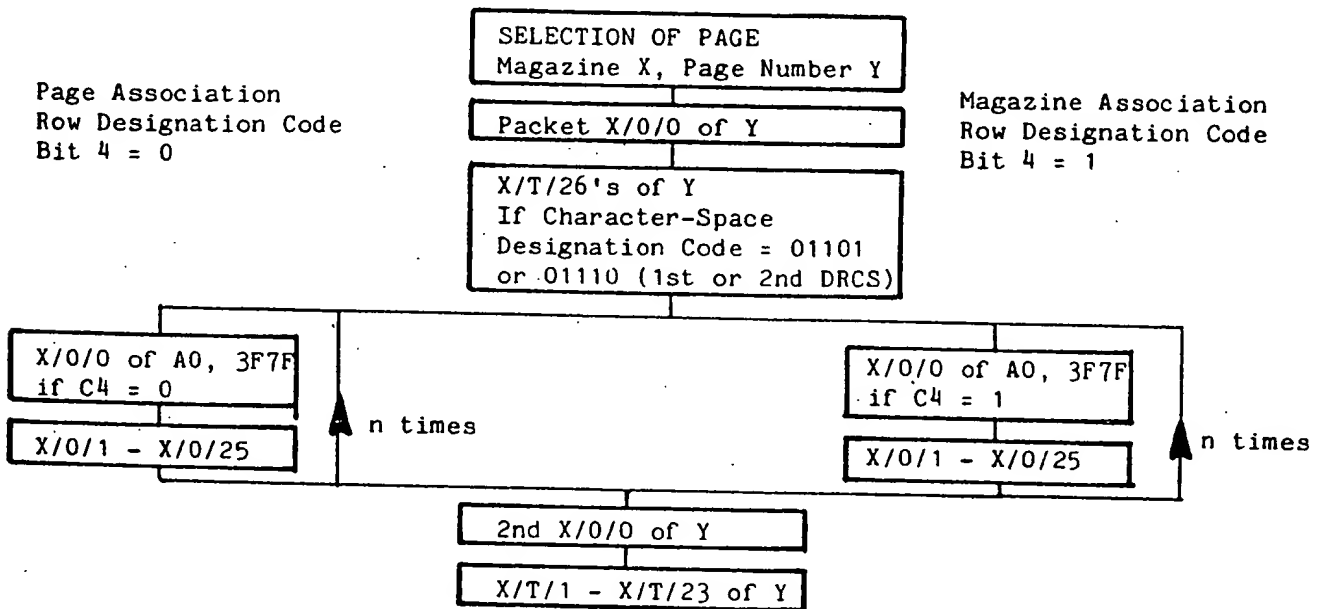 SELECTION OF PAGE
Magazine X, Page Number Y
Page Association
Row Designation Code
Bit 4 = 0
Magazine Association
Row Designation Code
Bit 4 = 1
Packet X/0/0 of Y
X/T/26's of Y
If Character-Space
Designation Code = 01101
or 01110 (1st or 2nd DRCS)
X/0/0 of A0, 3F7F
if C4 = 0
n times
X/0/1 - X/0/25
X/0/0 of A0, 3F7F
if C4 = 1
n times
X/0/1 - X/0/25
2nd X/0/0 of Y
X/T/1 - X/T/23 of Y